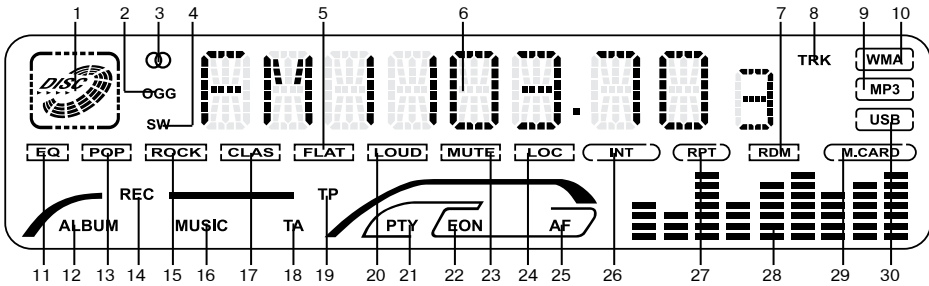 1 2 3 4 5 6 7 8 9 10
DISC
OGG
SW
FM1 103.70 3
TRK
WMA
MP3
USB
EQ POP ROCK CLAS FLAT LOUD MUTE LOC INT RPT RDM M.CARD
REC TP
ALBUM MUSIC TA PTY EON AF
11 12 13 14 15 16 17 18 19 20 21 22 23 24 25 26 27 28 29 30